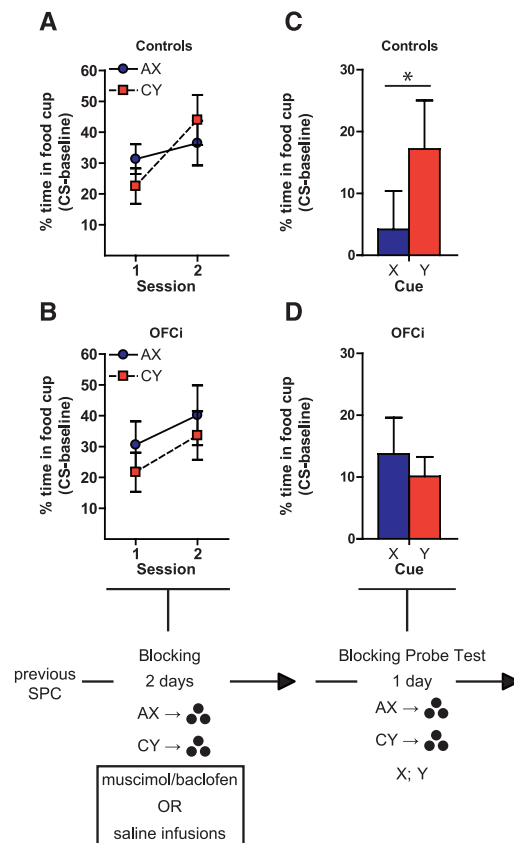 A
Controls
AX
CY
% time in food cup
(CS-baseline)
60
50
40
30
20
10
1
2
Session
C
Controls
*
% time in food cup
(CS-baseline)
30
20
10
0
X
Y
Cue
B
OFCi
AX
CY
% time in food cup
(CS-baseline)
60
50
40
30
20
10
1
2
Session
D
OFCi
% time in food cup
(CS-baseline)
30
20
10
0
X
Y
Cue
previous
SPC
Blocking
2 days
AX →
CY →
muscimol/baclofen
OR
saline infusions
Blocking Probe Test
1 day
AX →
CY →
X; Y